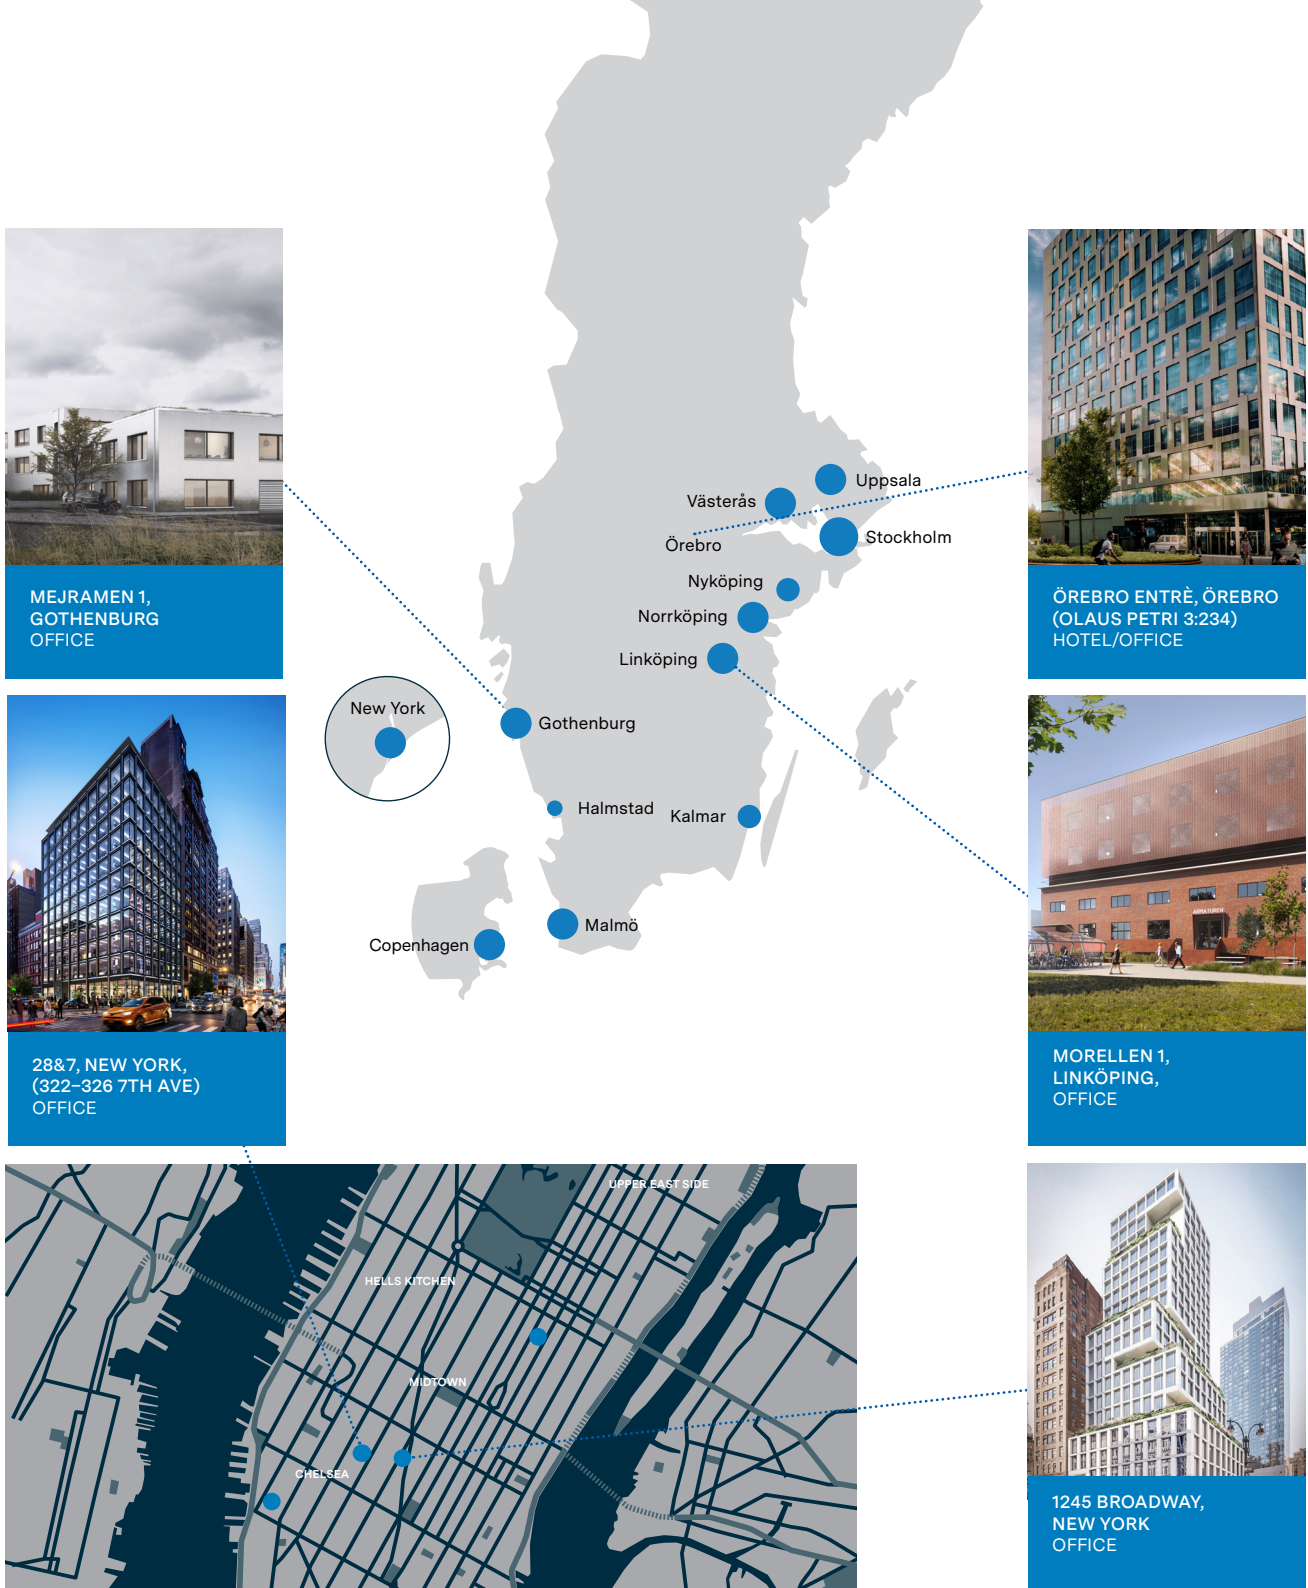 Uppsala
Västerås
Stockholm
Örebro
Nyköping
Norrköping
Linköping
MEJRAMEN 1,
GOTHENBURG
OFFICE
ÖREBRO ENTRÈ, ÖREBRO
(OLAUS PETRI 3:234)
HOTEL/OFFICE
New York
Gothenburg
Halmstad
Kalmar
Malmö
Copenhagen
ARMATUREN
28&7, NEW YORK,
(322–326 7TH AVE)
OFFICE
MORELLEN 1,
LINKÖPING,
OFFICE
UPPER EAST SIDE
HELLS KITCHEN
MIDTOWN
CHELSEA
1245 BROADWAY,
NEW YORK
OFFICE